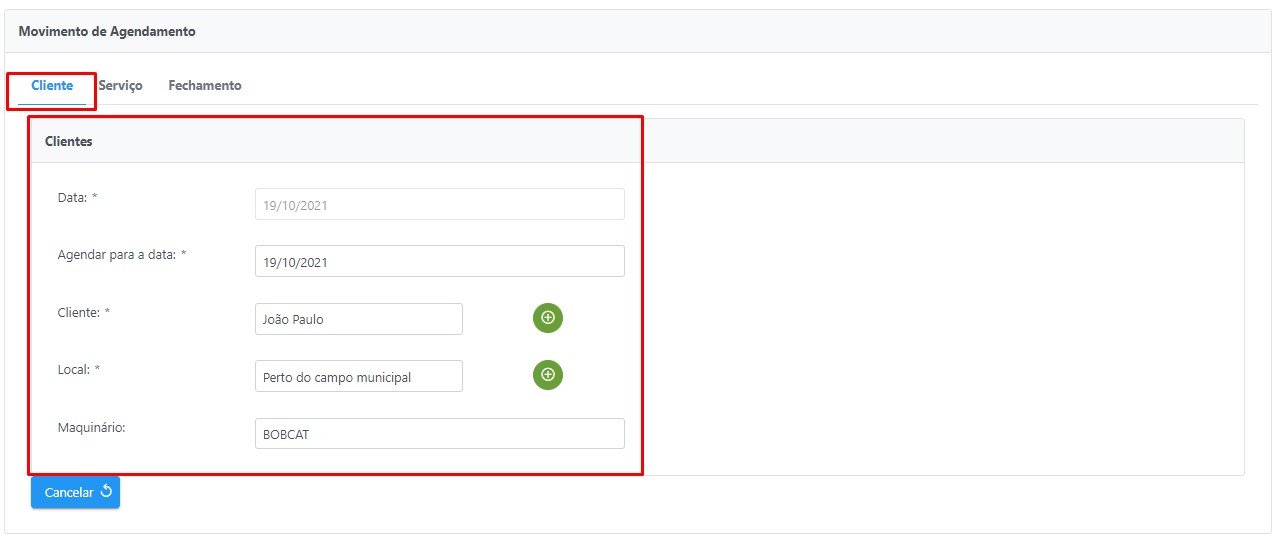 Movimento de Agendamento
Cliente Serviço Fechamento
Clientes
Data: * 19/10/2021
Agendar para a data: * 19/10/2021
Cliente: * João Paulo
Local: * Perto do campo municipal
Maquinário: BOBCAT
Cancelar